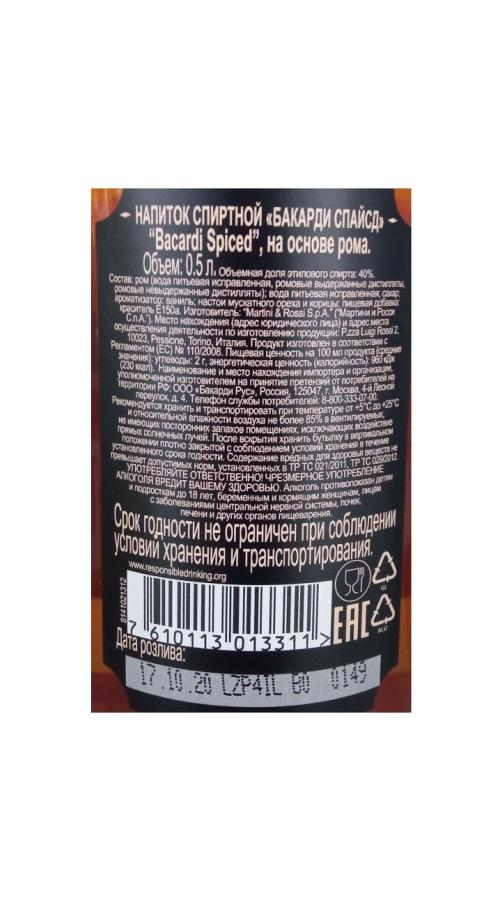 НАПИТОК СПИРТНОЙ «БАКАРДИ СПАЙСД»
"Bacardi Spiced", на основе рома.
Объем: 0.5 л. Объемная доля этилового спирта: 40%.
Состав: ром (вода питьевая исправленная, ромовые выдержанные дистилляты,
ромовые невыдержанные дистилляты); вода питьевая исправленная; сахар;
ароматизатор: ваниль; настои мускатного ореха и корицы; пищевая добавка:
краситель Е150а. Изготовитель: "Martini & Rossi S.p.A." ("Мартини и Росси
С.п.А."). Место нахождения (адрес юридического лица) и адрес места
осуществления деятельности по изготовлению продукции: P.zza Luigi Rossi 2,
10023, Pessione, Torino, Италия. Продукт изготовлен в соответствии с
Регламентом (ЕС) № 110/2008. Пищевая ценность на 100 мл продукта (средние
значения): углеводы: 2 г, энергетическая ценность (калорийность): 960 кДж
(230 ккал). Наименование и место нахождения импортера и организации,
уполномоченной изготовителем на принятие претензий от потребителей на
территории РФ: ООО «Бакарди Рус», Россия, 125047, г. Москва, 4-й Лесной
переулок, д. 4. Телефон службы потребителей: 8-800-333-07-00.
Рекомендуется хранить и транспортировать при температуре от +5°С до +25°С
и относительной влажности воздуха не более 85% в вентилируемых,
не имеющих посторонних запахов помещениях, исключающих воздействие
прямых солнечных лучей. После вскрытия хранить бутылку в вертикальном
положении плотно закрытой с соблюдением условий хранения в течение
установленного срока годности. Содержание вредных для здоровья веществ не
превышает допустимых норм, установленных в ТР ТС 021/2011, ТР ТС 029/2012.
УПОТРЕБЛЯЙТЕ ОТВЕТСТВЕННО! ЧРЕЗМЕРНОЕ УПОТРЕБЛЕНИЕ
АЛКОГОЛЯ ВРЕДИТ ВАШЕМУ ЗДОРОВЬЮ. Алкоголь противопоказан детям
и подросткам до 18 лет, беременным и кормящим женщинам, лицам
с заболеваниями центральной нервной системы, почек,
печени и других органов пищеварения.
Срок годности не ограничен при соблюдении
условий хранения и транспортирования.
www.responsibledrinking.org
8141021312
7 610113 013311 >
EAC
GL
ALU
Дата розлива:
17.10.20 LZP41L B0 0149